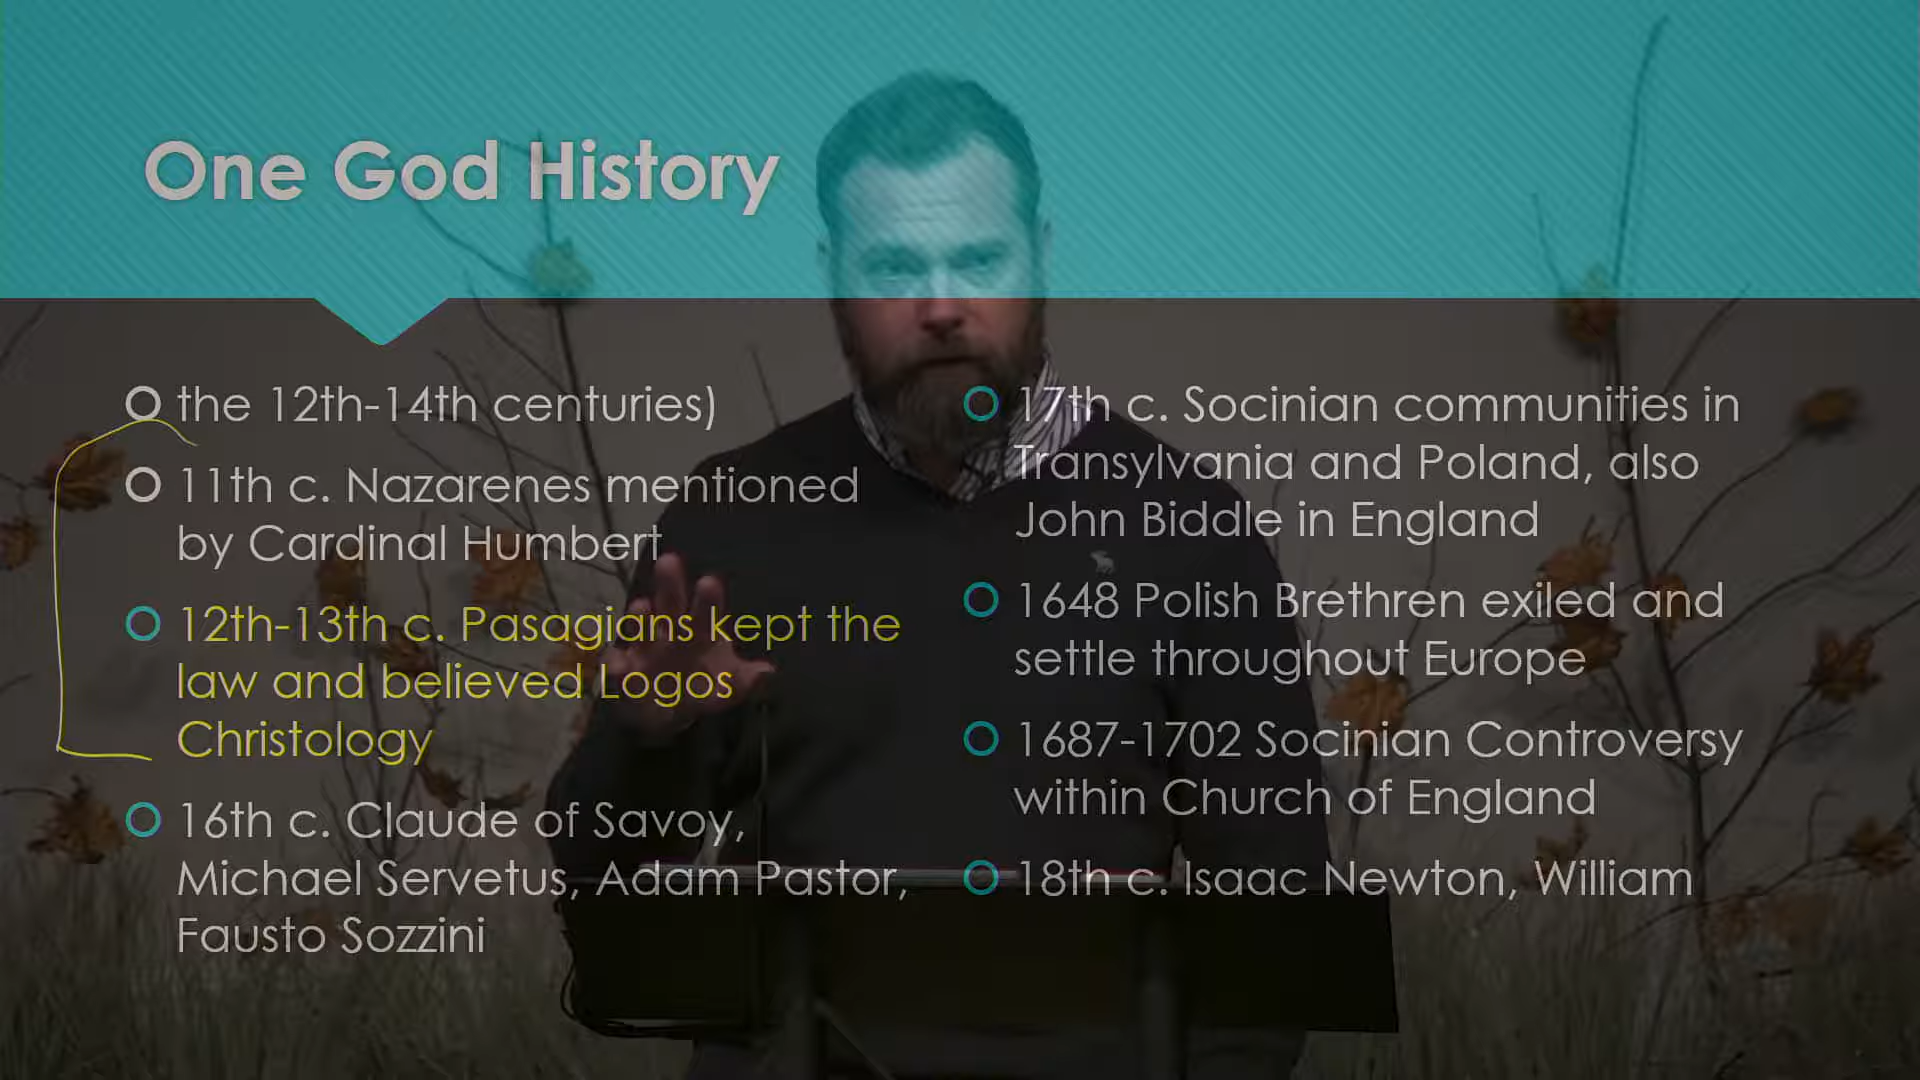 One God History
the 12th-14th centuries)
11th c. Nazarenes mentioned
by Cardinal Humbert
12th-13th c. Pasagians kept the
law and believed Logos
Christology
16th c. Claude of Savoy,
Michael Servetus, Adam Pastor,
Fausto Sozzini
17th c. Socinian communities in
Transylvania and Poland, also
John Biddle in England
1648 Polish Brethren exiled and
settle throughout Europe
1687-1702 Socinian Controversy
within Church of England
18th c. Isaac Newton, William